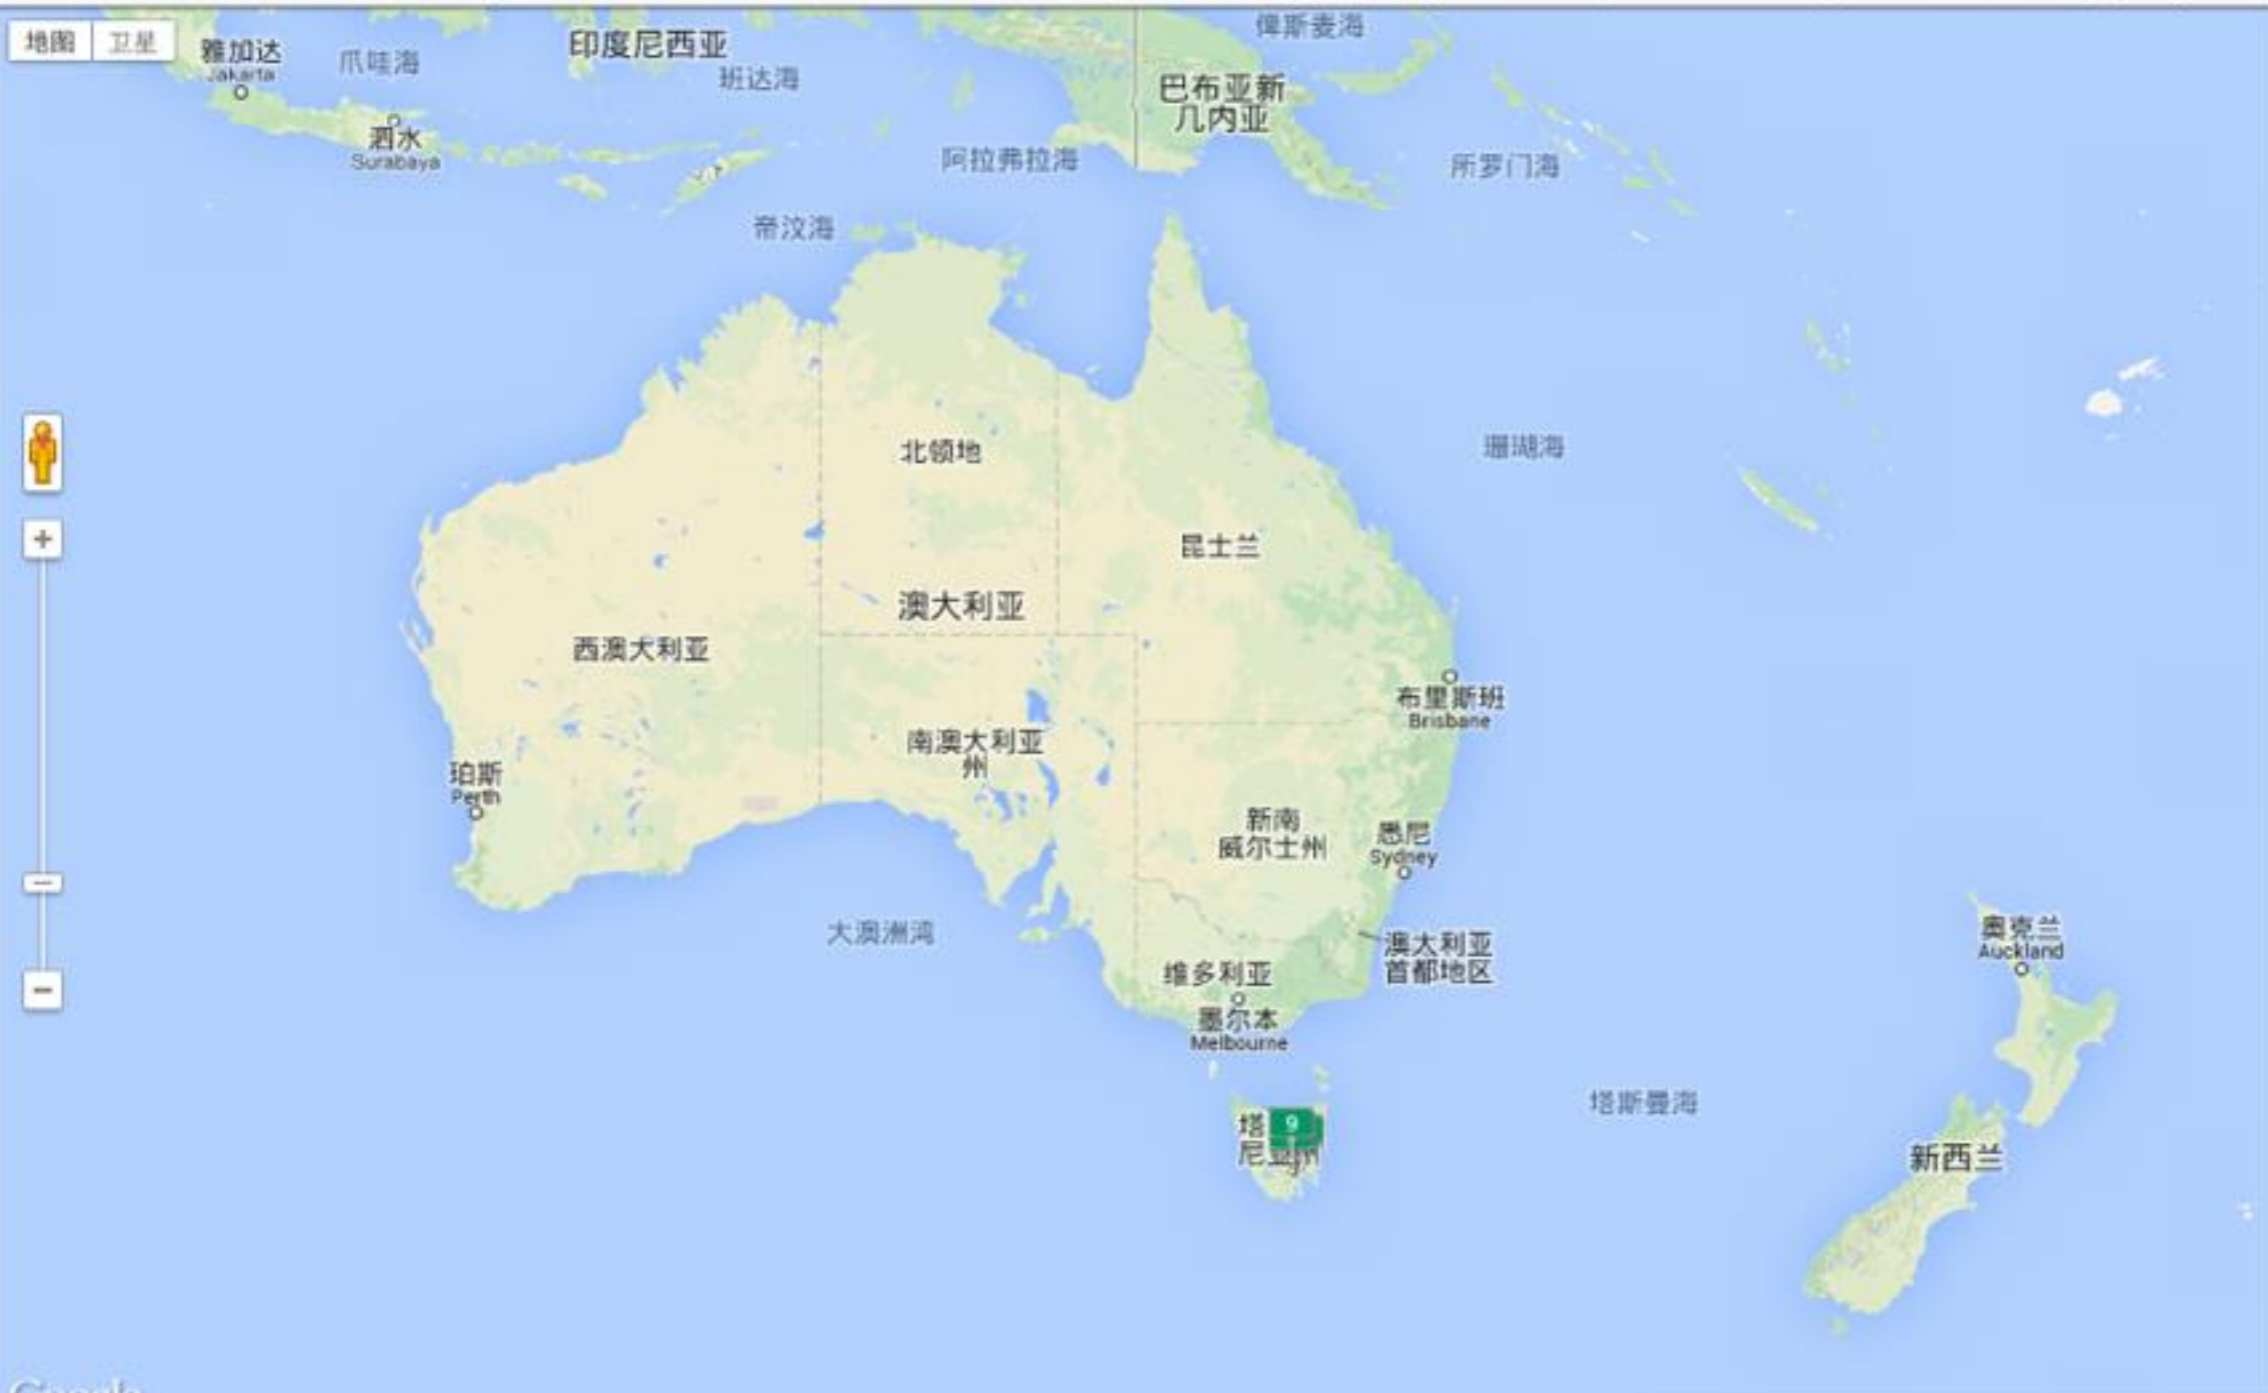 地图 卫星
雅加达
Jakarta
爪哇海
印度尼西亚
班达海
俾斯麦海
巴布亚新
几内亚
泗水
Surabaya
阿拉弗拉海
所罗门海
帝汶海
北领地
珊瑚海
昆士兰
澳大利亚
西澳大利亚
布里斯班
Brisbane
南澳大利亚
州
珀斯
Perth
新南
威尔士州
悉尼
Sydney
大澳洲湾
澳大利亚
首都地区
奥克兰
Auckland
维多利亚
墨尔本
Melbourne
塔斯曼海
塔
9
尼亚州
新西兰
Google